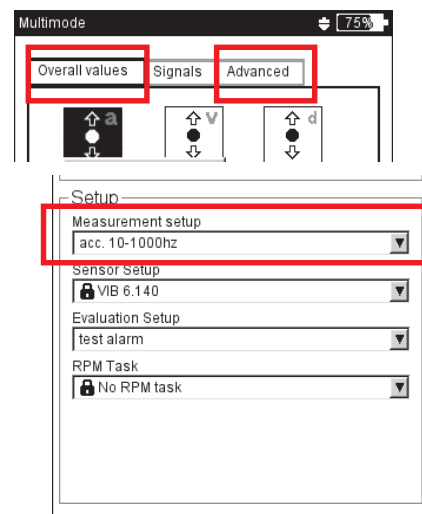 Multimode 75%
Overall values Signals Advanced
a v d
Setup
Measurement setup
acc. 10-1000hz
Sensor Setup
VIB 6.140
Evaluation Setup
test alarm
RPM Task
No RPM task